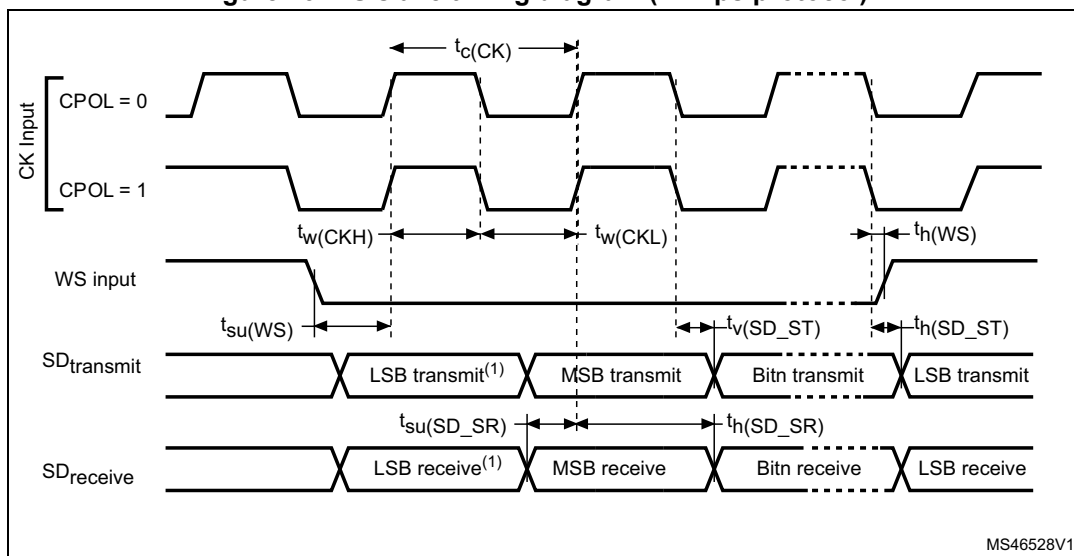 t_c(CK)
CK Input
CPOL = 0
CPOL = 1
t_w(CKH)
t_w(CKL)
t_h(WS)
WS input
t_su(WS)
t_v(SD_ST)
t_h(SD_ST)
SD_transmit
LSB transmit(1)
MSB transmit
Bitn transmit
LSB transmit
t_su(SD_SR)
t_h(SD_SR)
SD_receive
LSB receive(1)
MSB receive
Bitn receive
LSB receive
MS46528V1